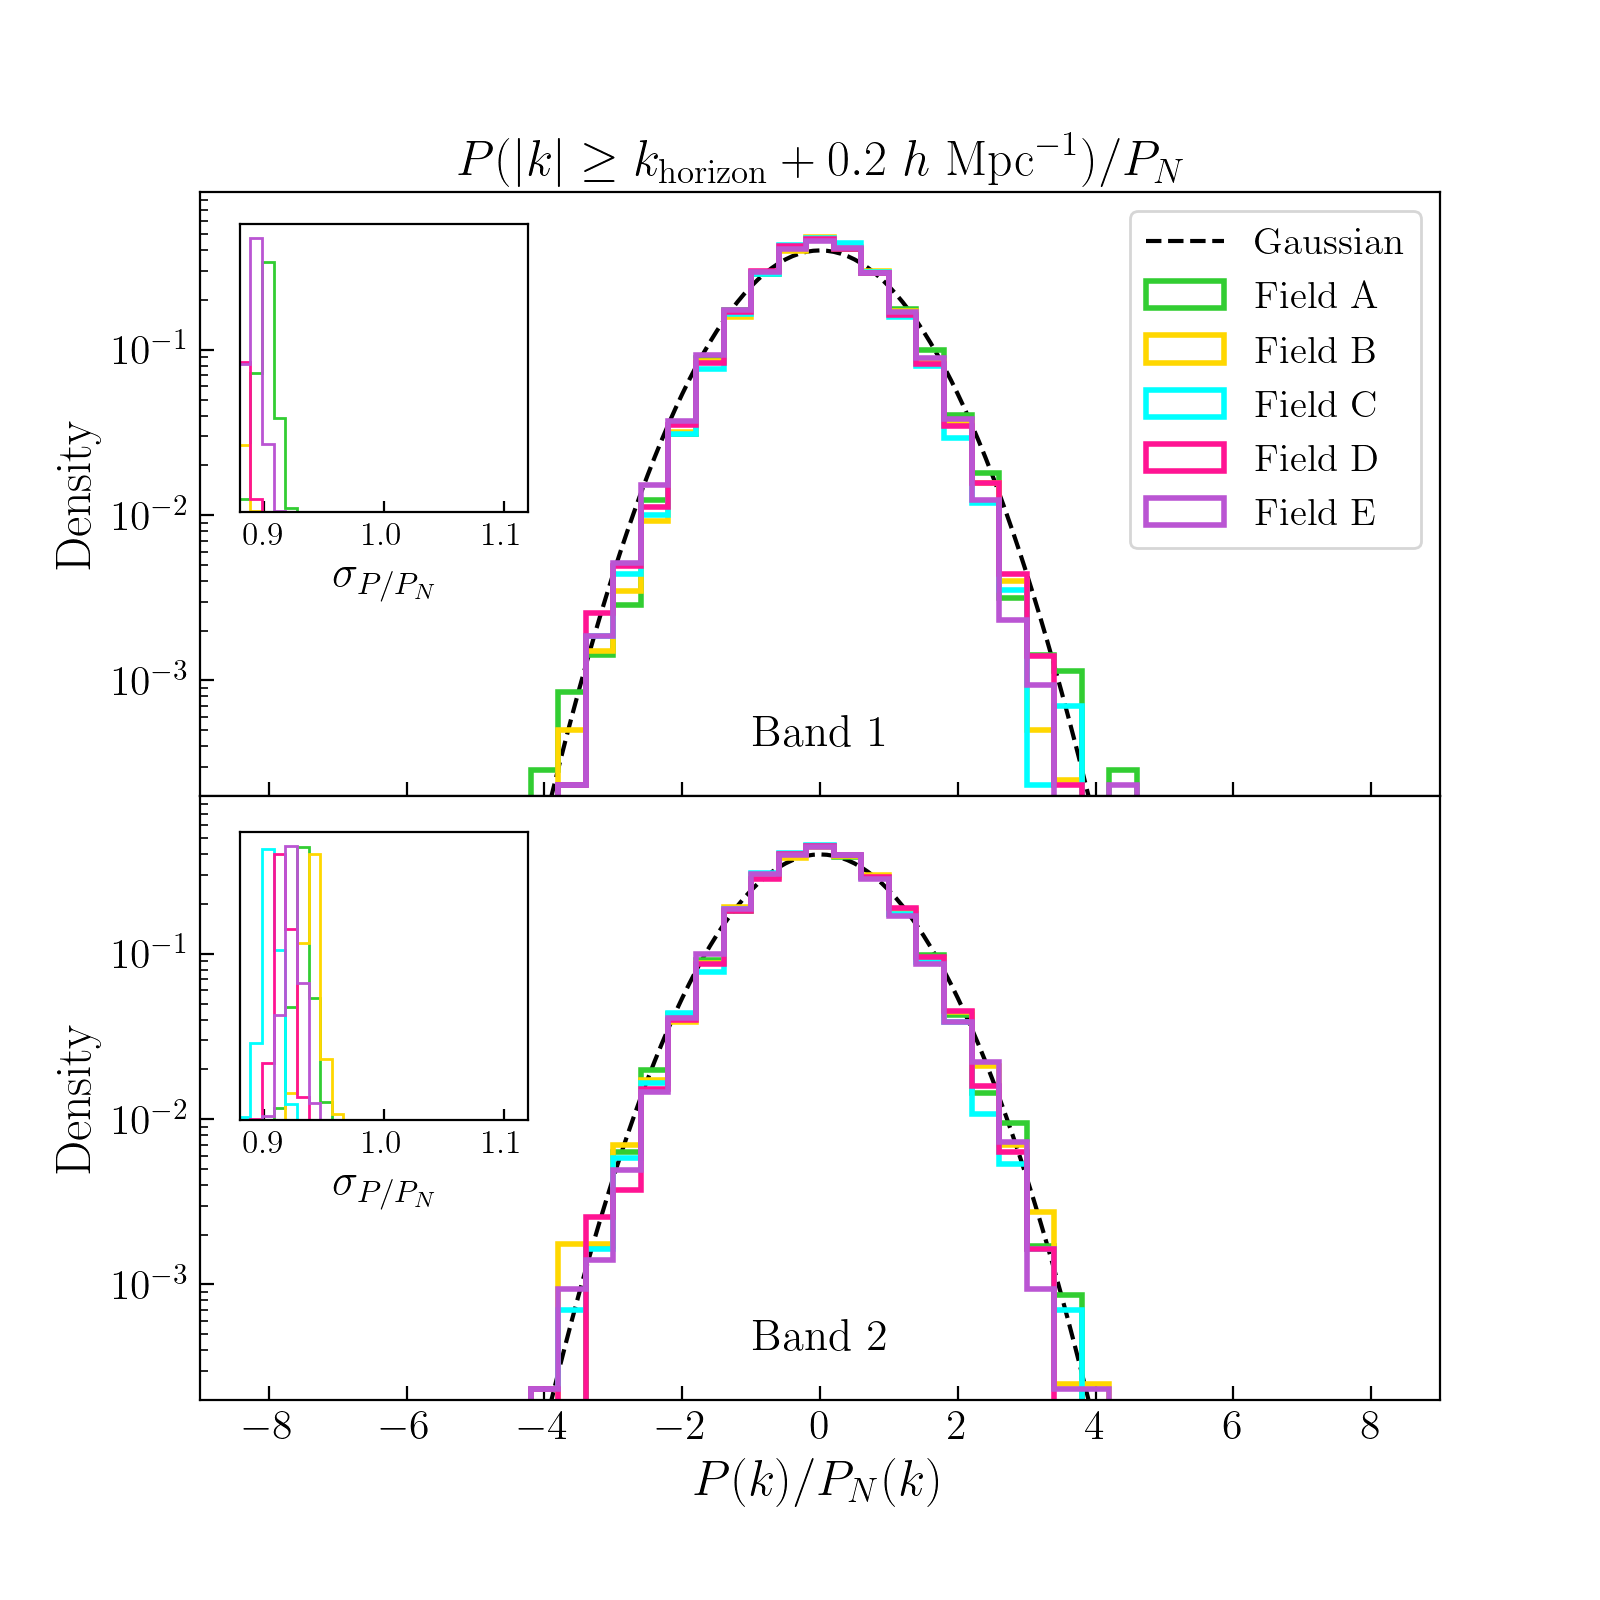 P(|k| ≥ k_horizon + 0.2 h Mpc⁻¹)/P_N
Density
10⁻¹
10⁻²
10⁻³
0.9 1.0 1.1
σ_P/P_N
Gaussian
Field A
Field B
Field C
Field D
Field E
Band 1
Density
10⁻¹
10⁻²
10⁻³
0.9 1.0 1.1
σ_P/P_N
Band 2
−8 −6 −4 −2 0 2 4 6 8
P(k)/P_N(k)